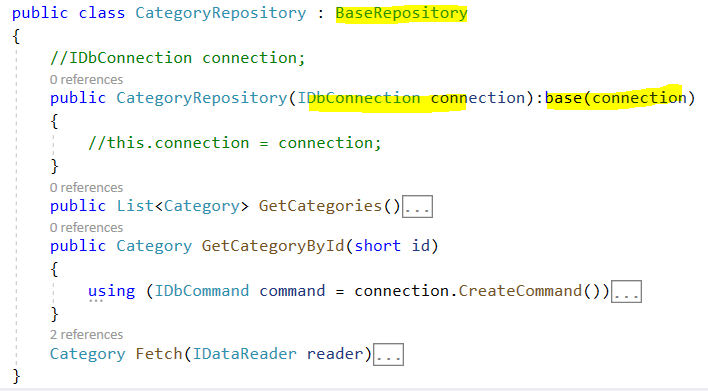 public class CategoryRepository : BaseRepository
{
//IDbConnection connection;
0 references
public CategoryRepository(IDbConnection connection):base(connection)
{
//this.connection = connection;
}
0 references
public List<Category> GetCategories()...
0 references
public Category GetCategoryById(short id)
{
using (IDbCommand command = connection.CreateCommand())...
}
2 references
Category Fetch(IDataReader reader)...
}